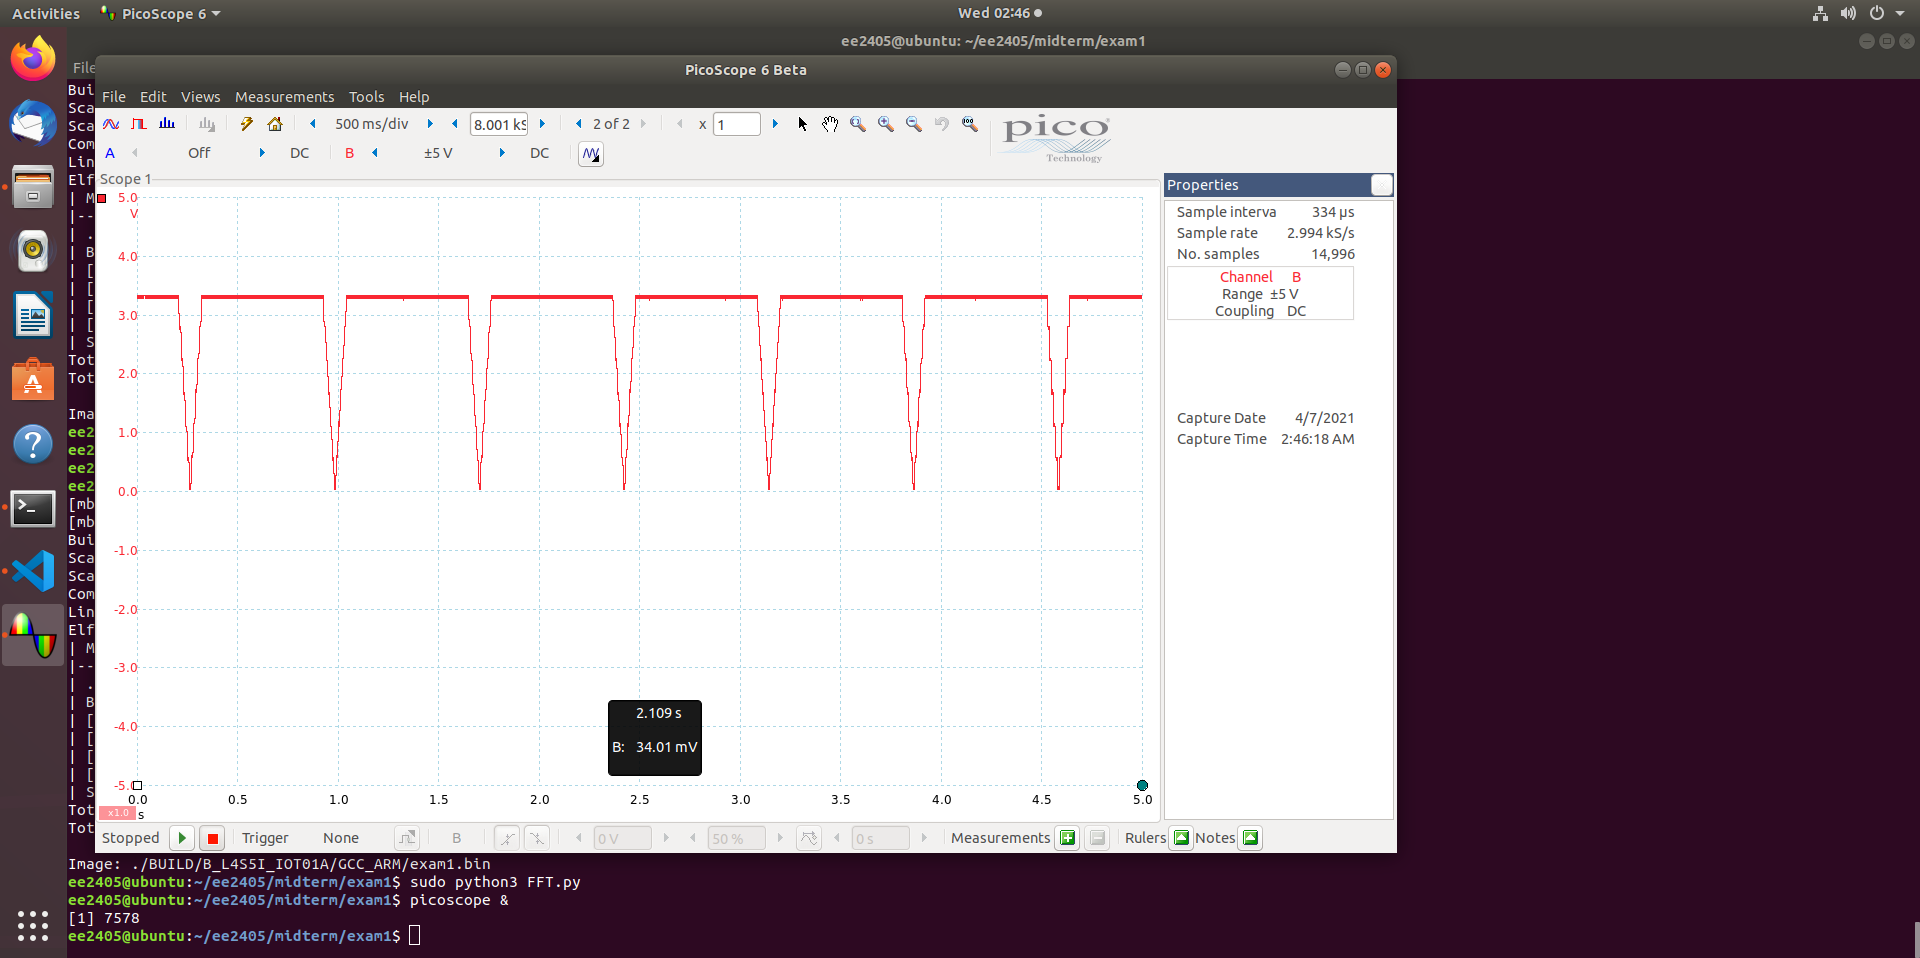 Activities PicoScope 6 Wed 02:46
ee2405@ubuntu: ~/ee2405/midterm/exam1
File
PicoScope 6 Beta
File Edit Views Measurements Tools Help
500 ms/div 8.001 kS 2 of 2 x 1
pico
Technology
A Off DC B ±5 V DC
Scope 1
Properties
Sample interva 334 µs
Sample rate 2.994 kS/s
No. samples 14,996
Channel B
Range ±5 V
Coupling DC
Capture Date 4/7/2021
Capture Time 2:46:18 AM
5.0
V
4.0
3.0
2.0
1.0
0.0
-1.0
-2.0
-3.0
-4.0
-5.0
2.109 s
B: 34.01 mV
0.0 0.5 1.0 1.5 2.0 2.5 3.0 3.5 4.0 4.5 5.0
x1.0 s
Stopped Trigger None B 0 V 50 % 0 s Measurements Rulers Notes
Bui
Sca
Sca
Com
Lin
Elf
| M
|--
| .
| B
| [
| [
| [
| [
| S
Tot
Tot
Ima
ee2
ee2
ee2
ee2
[mb
[mb
Bui
Sca
Sca
Com
Lin
Elf
| M
|--
| .
| B
| [
| [
| [
| [
| S
Tot
Tot
Image: ./BUILD/B_L4S5I_IOT01A/GCC_ARM/exam1.bin
ee2405@ubuntu:~/ee2405/midterm/exam1$ sudo python3 FFT.py
ee2405@ubuntu:~/ee2405/midterm/exam1$ picoscope &
[1] 7578
ee2405@ubuntu:~/ee2405/midterm/exam1$